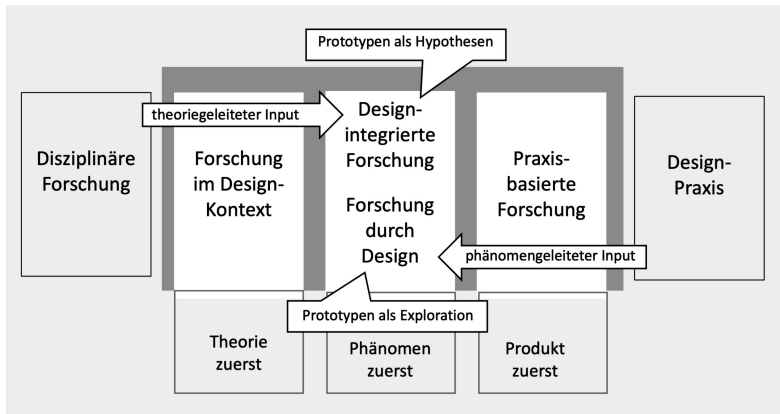 Prototypen als Hypothesen
theoriegeleiteter Input
Disziplinäre
Forschung
Forschung
im Design-
Kontext
Design-
integrierte
Forschung
Forschung
durch
Design
Praxis-
basierte
Forschung
Design-
Praxis
phänomengeleiteter Input
Prototypen als Exploration
Theorie
zuerst
Phänomen
zuerst
Produkt
zuerst